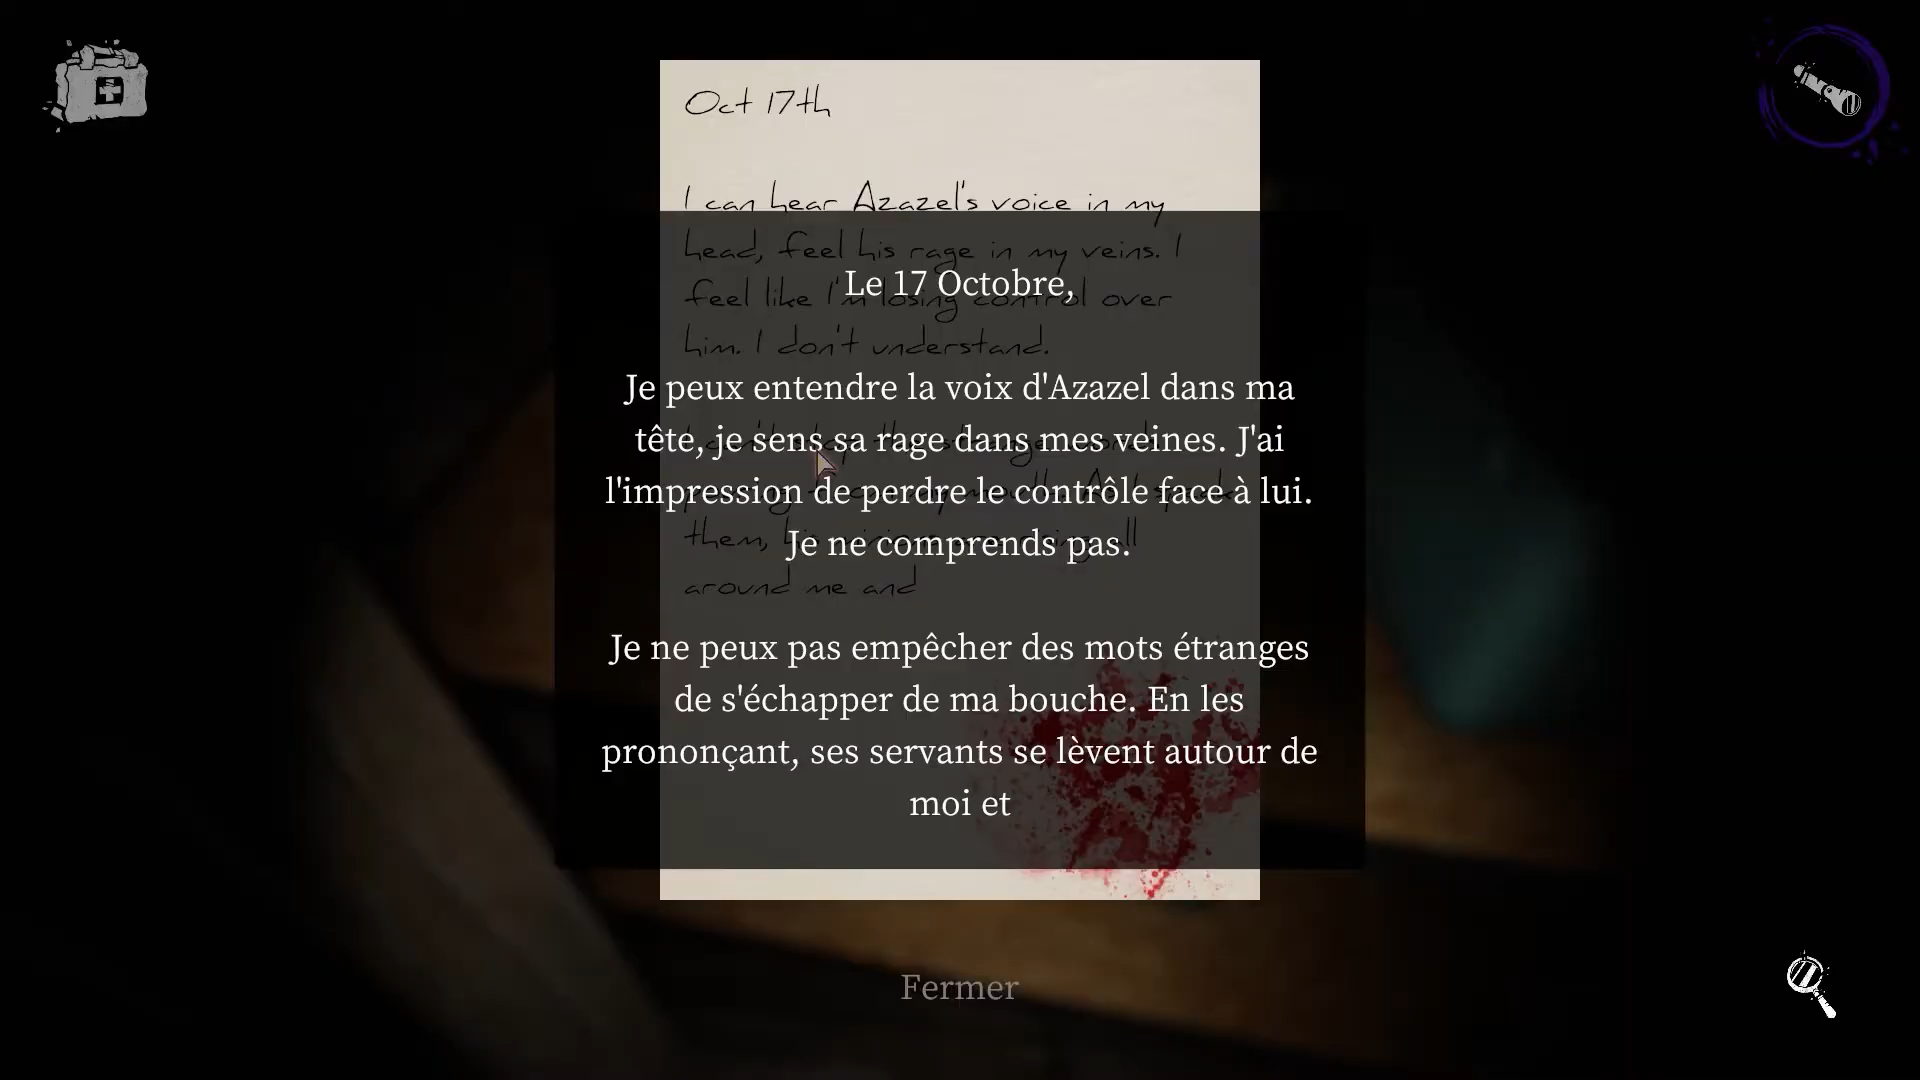 Oct 17th
I can hear Azazel's voice in my
head, feel his rage in my veins. I
feel like I'm losing control over
him. I don't understand.
them, all
around me and
Le 17 Octobre,
Je peux entendre la voix d'Azazel dans ma
tête, je sens sa rage dans mes veines. J'ai
l'impression de perdre le contrôle face à lui.
Je ne comprends pas.
Je ne peux pas empêcher des mots étranges
de s'échapper de ma bouche. En les
prononçant, ses servants se lèvent autour de
moi et
Fermer